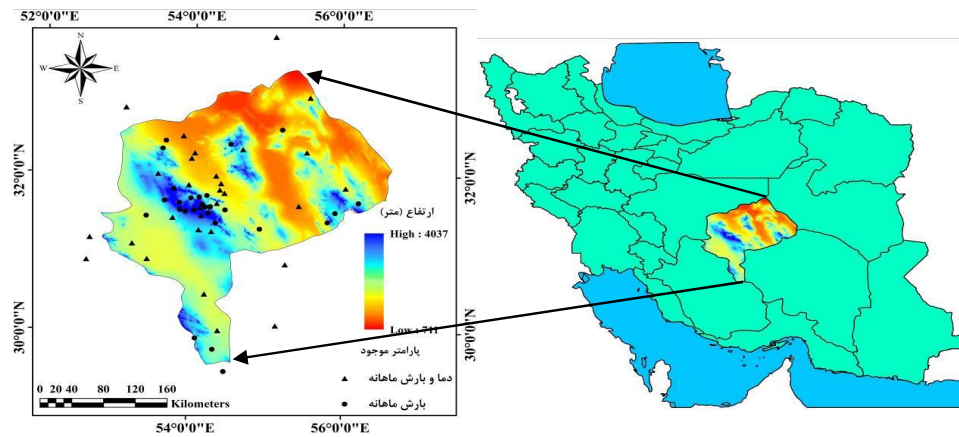 52°0'0"E
54°0'0"E
56°0'0"E
N
W
E
S
32°0'0"N
30°0'0"N
ارتفاع (متر)
High : 4037
Low : 711
پارامتر موجود
دما و بارش ماهانه
بارش ماهانه
0 20 40 80 120 160
Kilometers
54°0'0"E
56°0'0"E
32°0'0"N
30°0'0"N